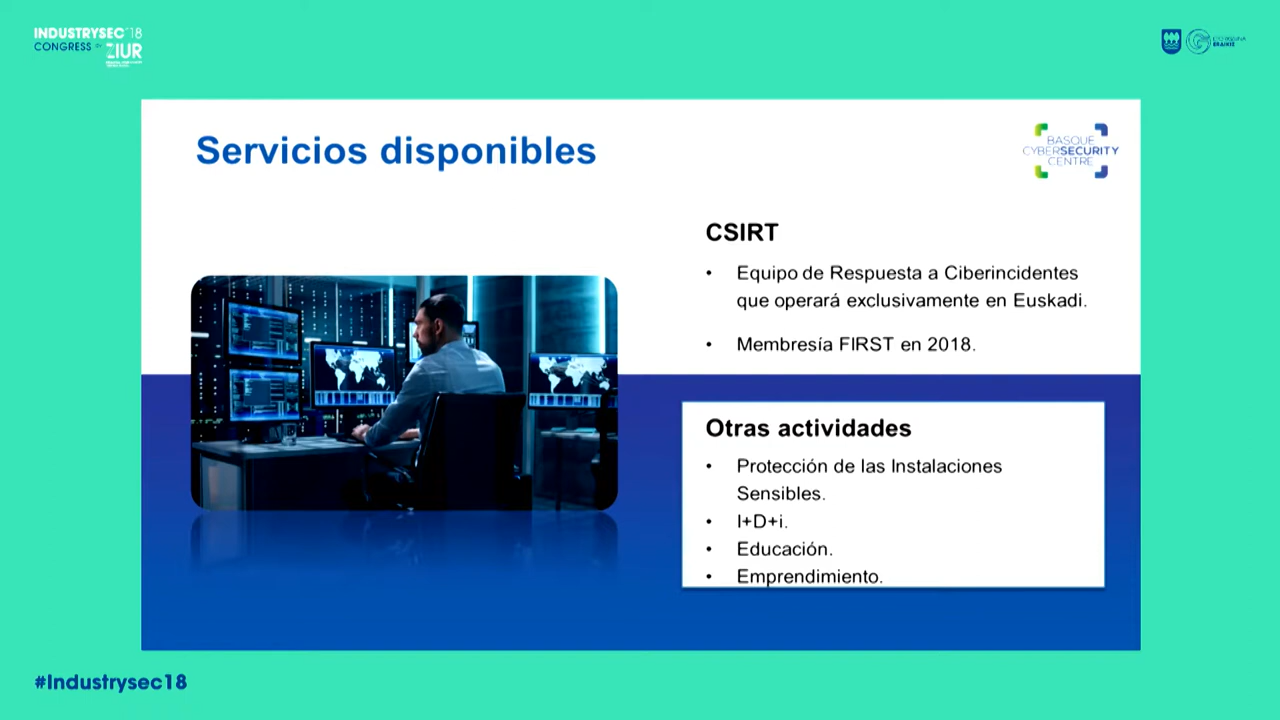 INDUSTRYSEC'18
CONGRESS BY ZIUR
Servicios disponibles
BASQUE
CYBERSECURITY
CENTRE
CSIRT
• Equipo de Respuesta a Ciberincidentes
que operará exclusivamente en Euskadi.
• Membresía FIRST en 2018.
Otras actividades
• Protección de las Instalaciones
Sensibles.
• I+D+i.
• Educación.
• Emprendimiento.
#Industrysec18